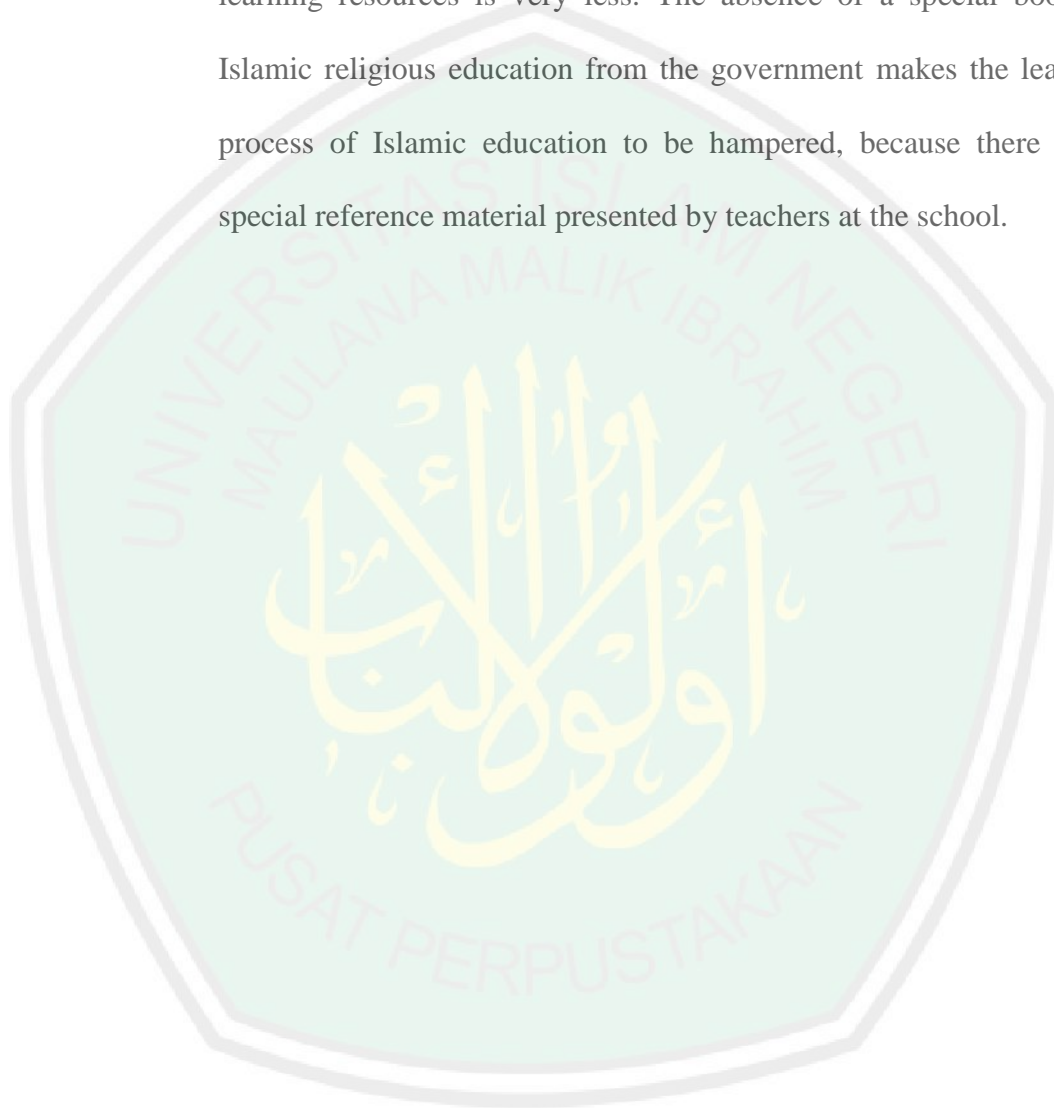 learning resources is very less. The absence of a special
Islamic religious education from the government makes the
process of Islamic education to be hampered, because there
special reference material presented by teachers at the school.
UNIVERSITAS ISLAM NEGERI
MAULANA MALIK IBRAHIM
PUSAT PERPUSTAKAAN